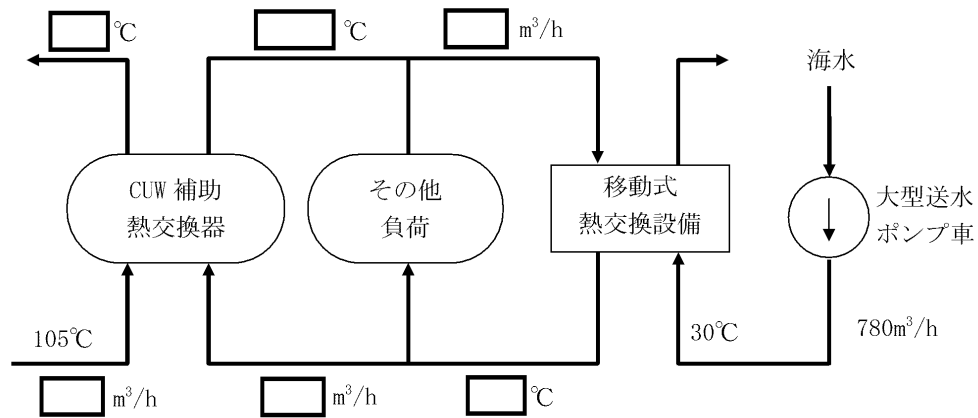 ℃
℃
m³/h
海水
CUW 補助
熱交換器
その他
負荷
移動式
熱交換設備
大型送水
ポンプ車
105℃
30℃
780m³/h
m³/h
m³/h
℃